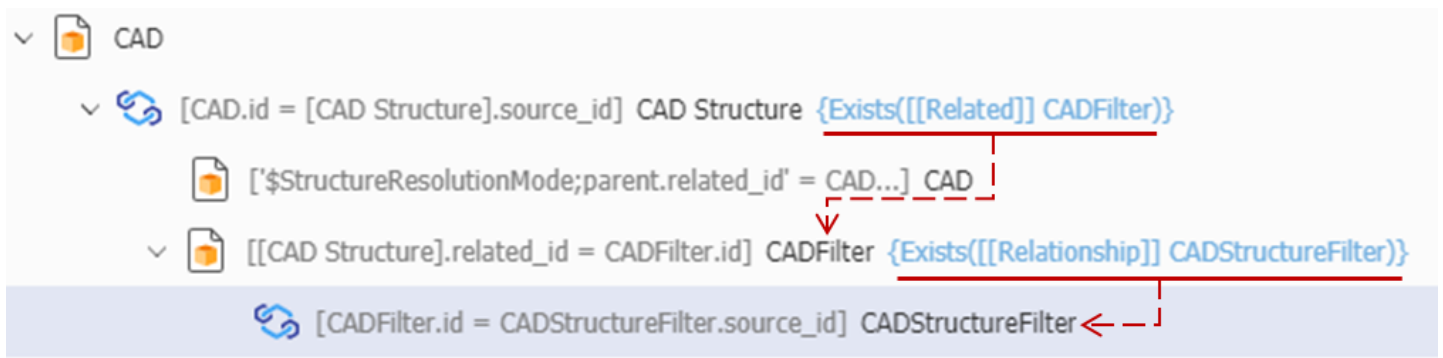 CAD
[CAD.id = [CAD Structure].source_id] CAD Structure {Exists([[Related]] CADFilter)}
['$StructureResolutionMode;parent.related_id' = CAD...] CAD
[[CAD Structure].related_id = CADFilter.id] CADFilter {Exists([[Relationship]] CADStructureFilter)}
[CADFilter.id = CADStructureFilter.source_id] CADStructureFilter